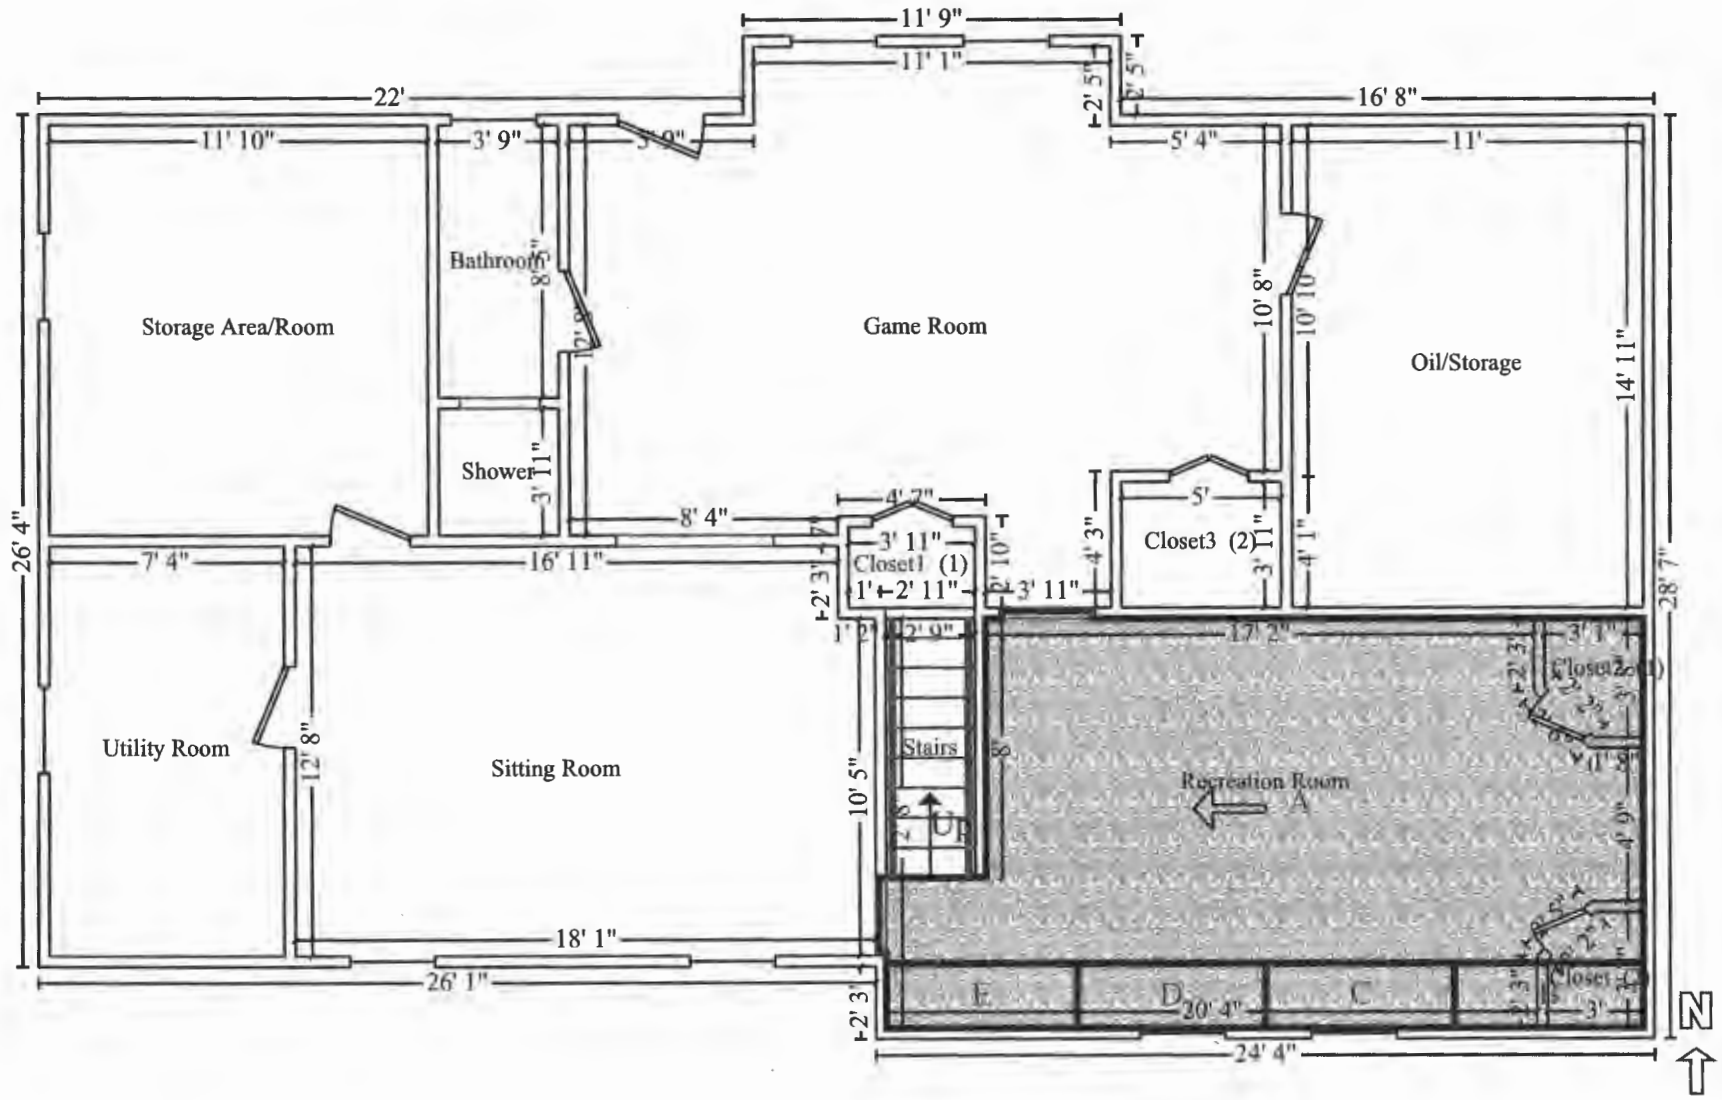 11' 9"
11' 1"
2' 5"
2' 5"
22'
16' 8"
11' 10"
3' 9"
5' 4"
11'
Bathroom
Storage Area/Room
Game Room
10' 8"
10' 10"
Oil/Storage
14' 11"
12' 8"
Shower
3' 11"
4' 7"
5'
8' 4"
26' 4"
3' 11"
4' 3"
Closet3 (2)
3' 11"
4' 1"
7' 4"
16' 11"
Closet1 (1)
2' 3"
2' 10"
1'
2' 11"
3' 11"
28' 7"
1' 2"
2' 9"
17' 2"
3' 1"
2' 3"
Utility Room
12' 8"
Sitting Room
10' 5"
Stairs
Up
Recreation Room
A
1' 8"
4' 9"
18' 1"
26' 1"
2' 3"
E
D
C
20' 4"
2' 3"
3'
24' 4"
N